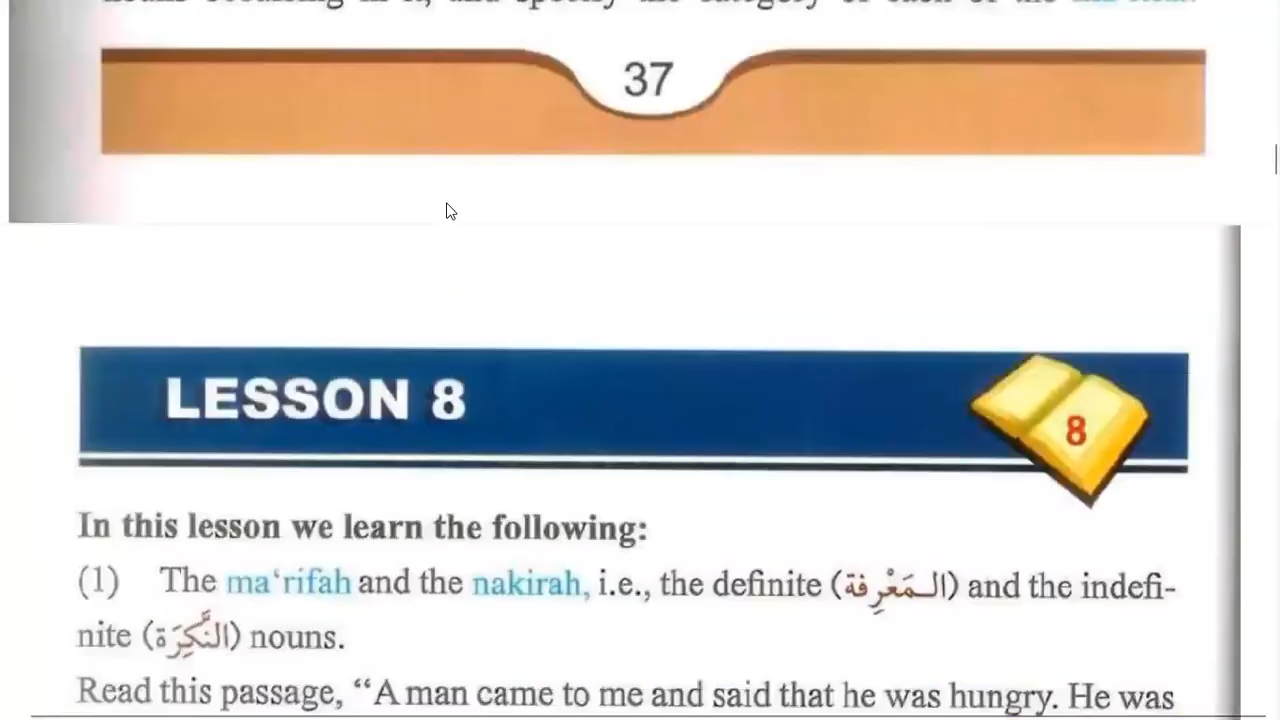 37
LESSON 8
8
In this lesson we learn the following:
(1) The ma‘rifah and the nakirah, i.e., the definite (الـمَعْرِفة) and the indefi-
nite (النَّكِرَة) nouns.
Read this passage, “A man came to me and said that he was hungry. He was